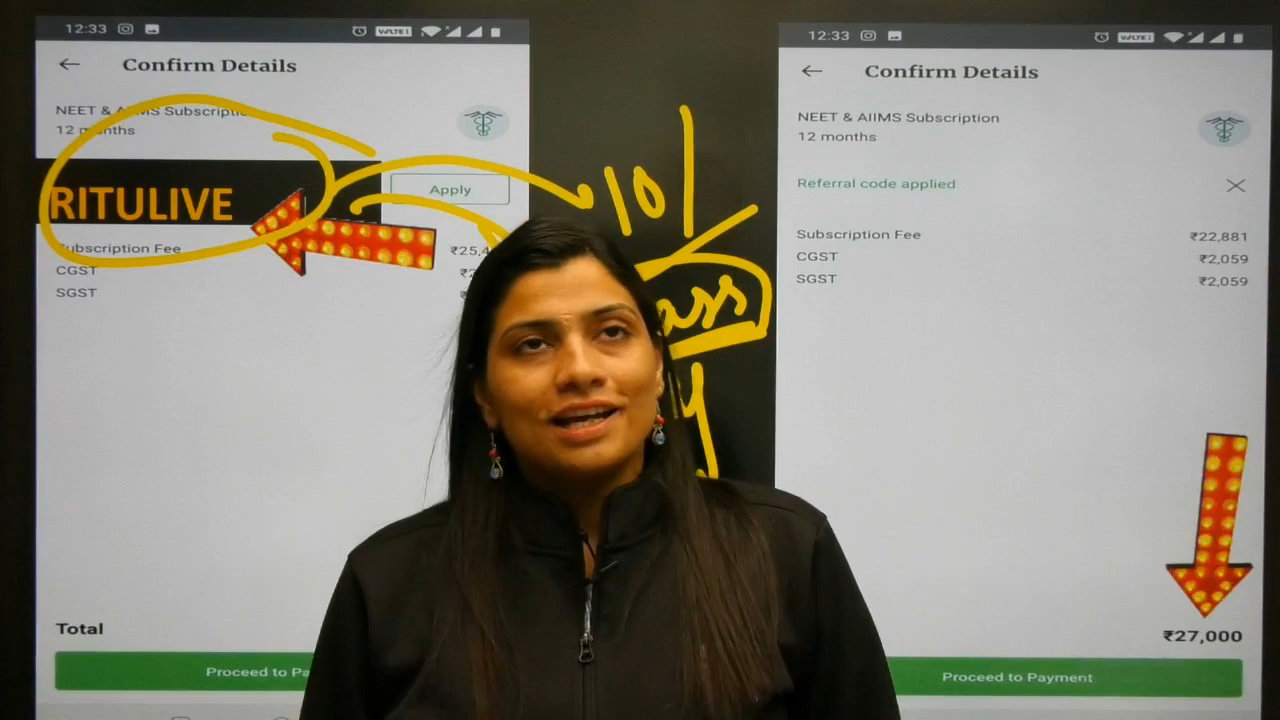 12:33
Confirm Details
NEET & AIIMS Subscription
12 months
RITULIVE
Apply
Subscription Fee
CGST
SGST
Total
10
12:33
Confirm Details
NEET & AIIMS Subscription
12 months
Referral code applied
Subscription Fee ₹22,881
CGST ₹2,059
SGST ₹2,059
₹27,000
Proceed to Payment